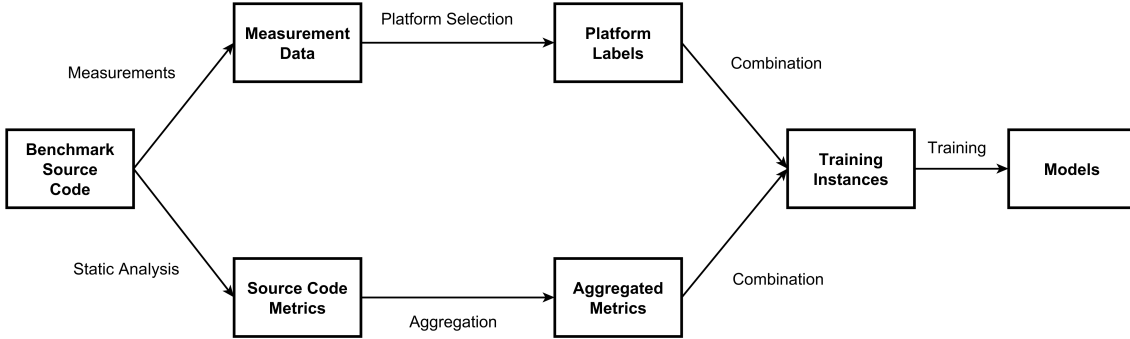 Measurement
Data
Platform Selection
Platform
Labels
Measurements
Combination
Benchmark
Source
Code
Training
Instances
Training
Models
Static Analysis
Source Code
Metrics
Aggregation
Aggregated
Metrics
Combination